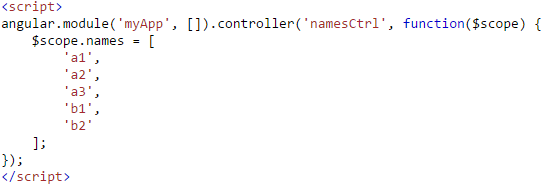 <script>
angular.module('myApp', []).controller('namesCtrl', function($scope) {
    $scope.names = [
        'a1',
        'a2',
        'a3',
        'b1',
        'b2'
    ];
});
</script>